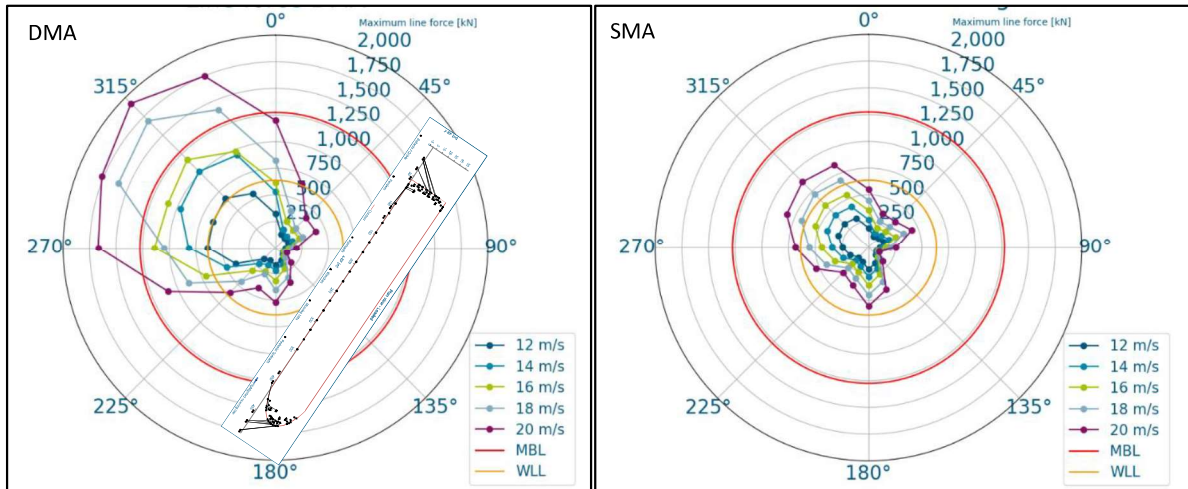 DMA
0°
Maximum line force [kN]
2,000
1,750
1,500
1,250
1,000
750
500
250
45°
90°
135°
180°
225°
270°
315°
12 m/s
14 m/s
16 m/s
18 m/s
20 m/s
MBL
WLL
SMA
0°
Maximum line force [kN]
2,000
1,750
1,500
1,250
1,000
750
500
250
45°
90°
135°
180°
225°
270°
315°
12 m/s
14 m/s
16 m/s
18 m/s
20 m/s
MBL
WLL